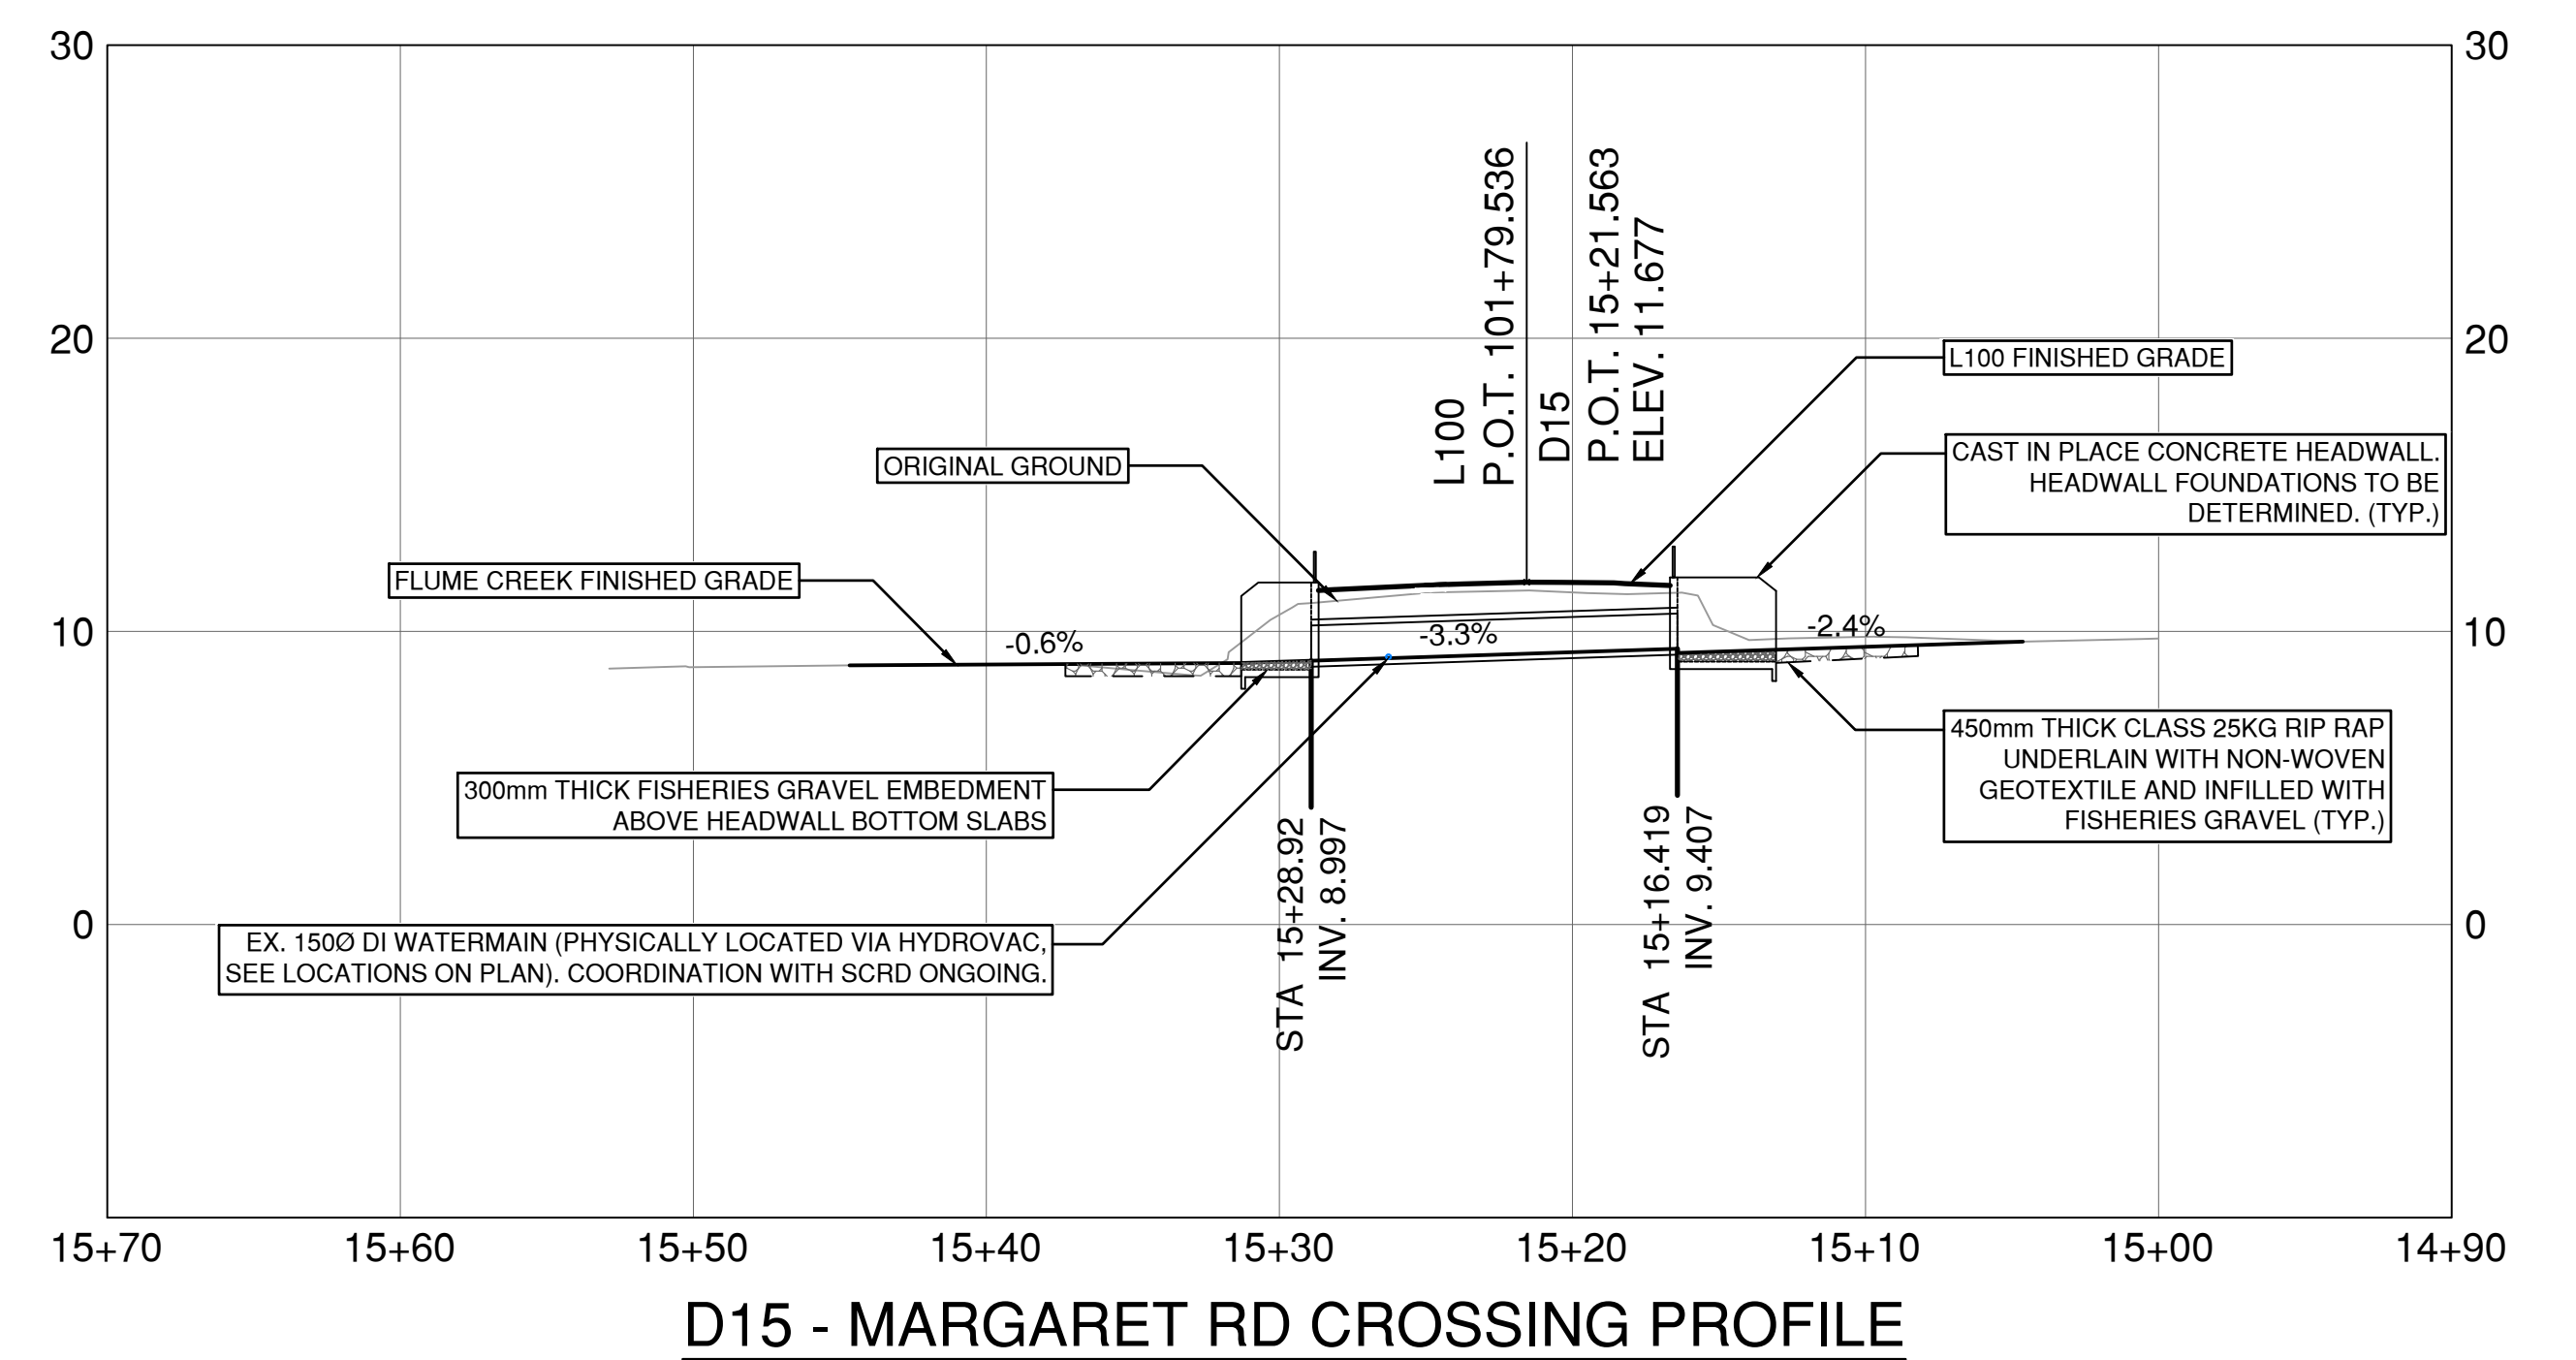 30
30
20
20
10
10
0
0
L100
P.O.T. 101+79.536
D15
P.O.T. 15+21.563
ELEV. 11.677
L100 FINISHED GRADE
ORIGINAL GROUND
CAST IN PLACE CONCRETE HEADWALL.
HEADWALL FOUNDATIONS TO BE
DETERMINED. (TYP.)
FLUME CREEK FINISHED GRADE
-0.6%
-3.3%
-2.4%
450mm THICK CLASS 25KG RIP RAP
UNDERLAIN WITH NON-WOVEN
GEOTEXTILE AND INFILLED WITH
FISHERIES GRAVEL (TYP.)
300mm THICK FISHERIES GRAVEL EMBEDMENT
ABOVE HEADWALL BOTTOM SLABS
STA 15+28.92
INV. 8.997
STA 15+16.419
INV. 9.407
EX. 150Ø DI WATERMAIN (PHYSICALLY LOCATED VIA HYDROVAC,
SEE LOCATIONS ON PLAN). COORDINATION WITH SCRD ONGOING.
15+70 15+60 15+50 15+40 15+30 15+20 15+10 15+00 14+90
D15 - MARGARET RD CROSSING PROFILE